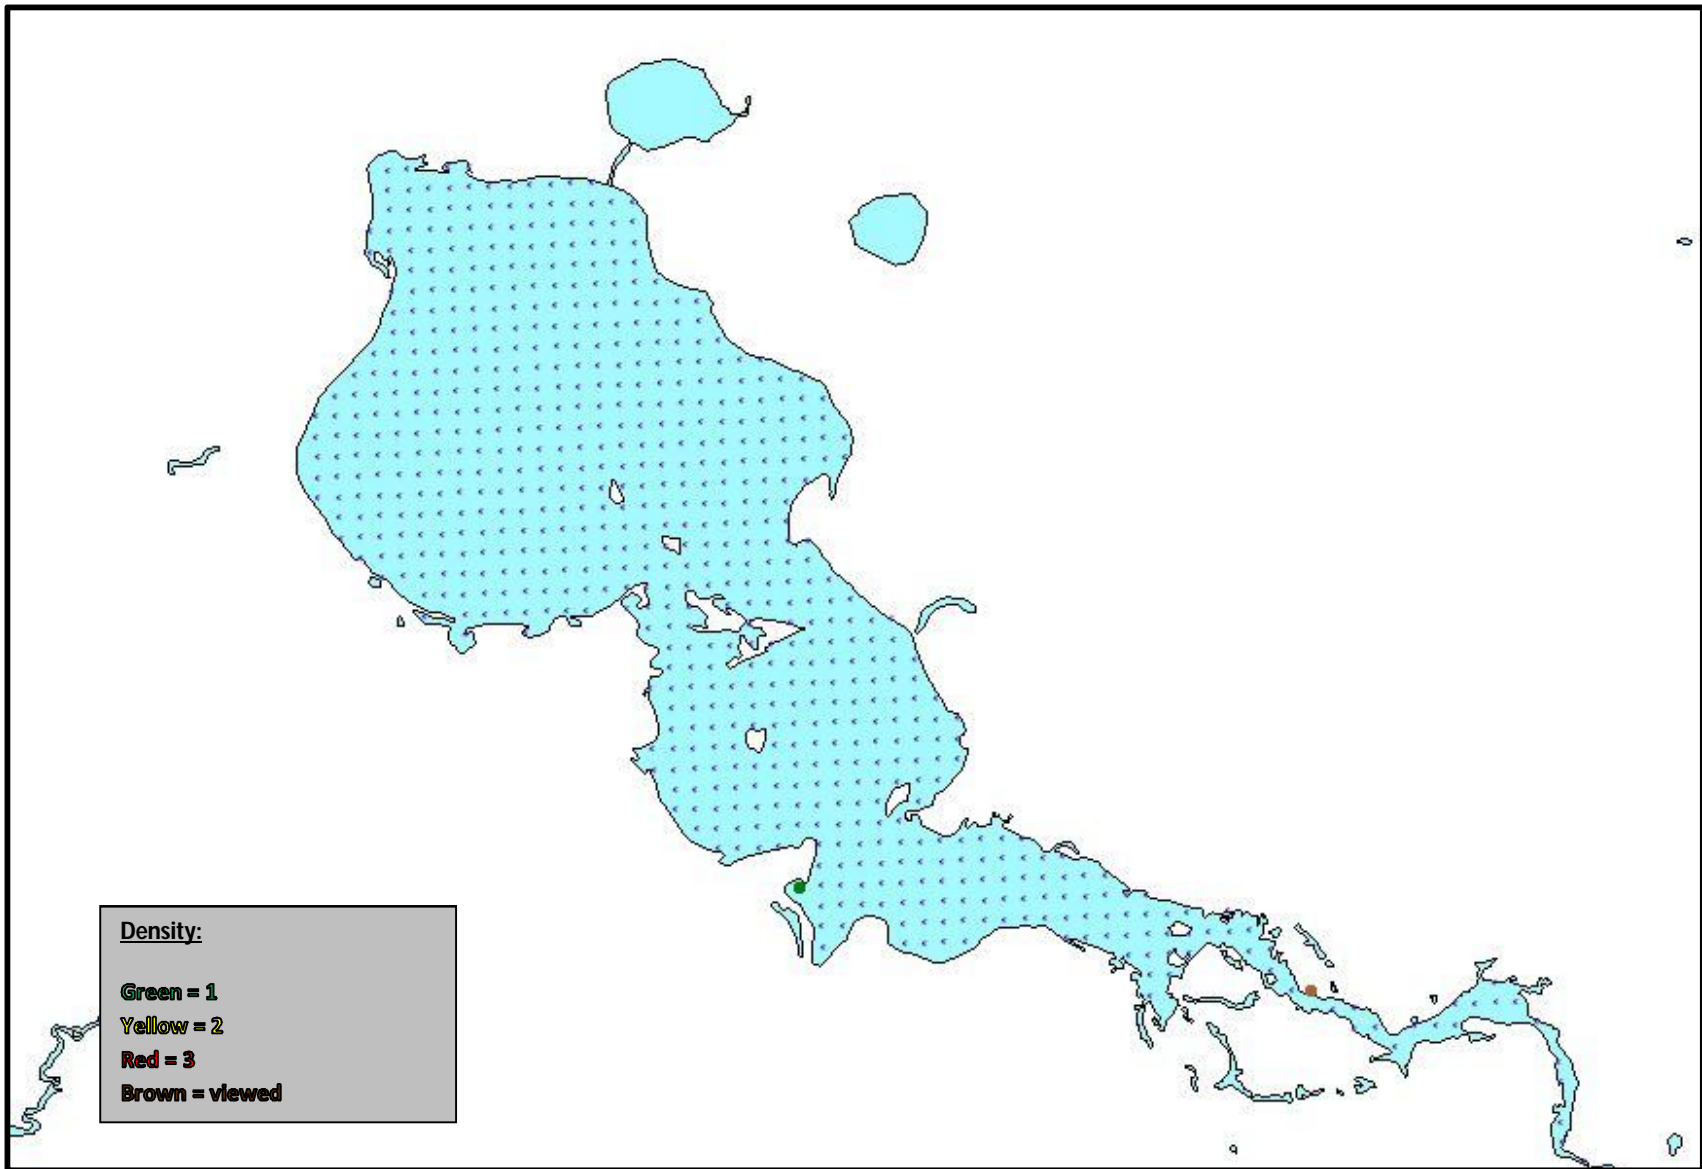 Density:
Green = 1
Yellow = 2
Red = 3
Brown = viewed